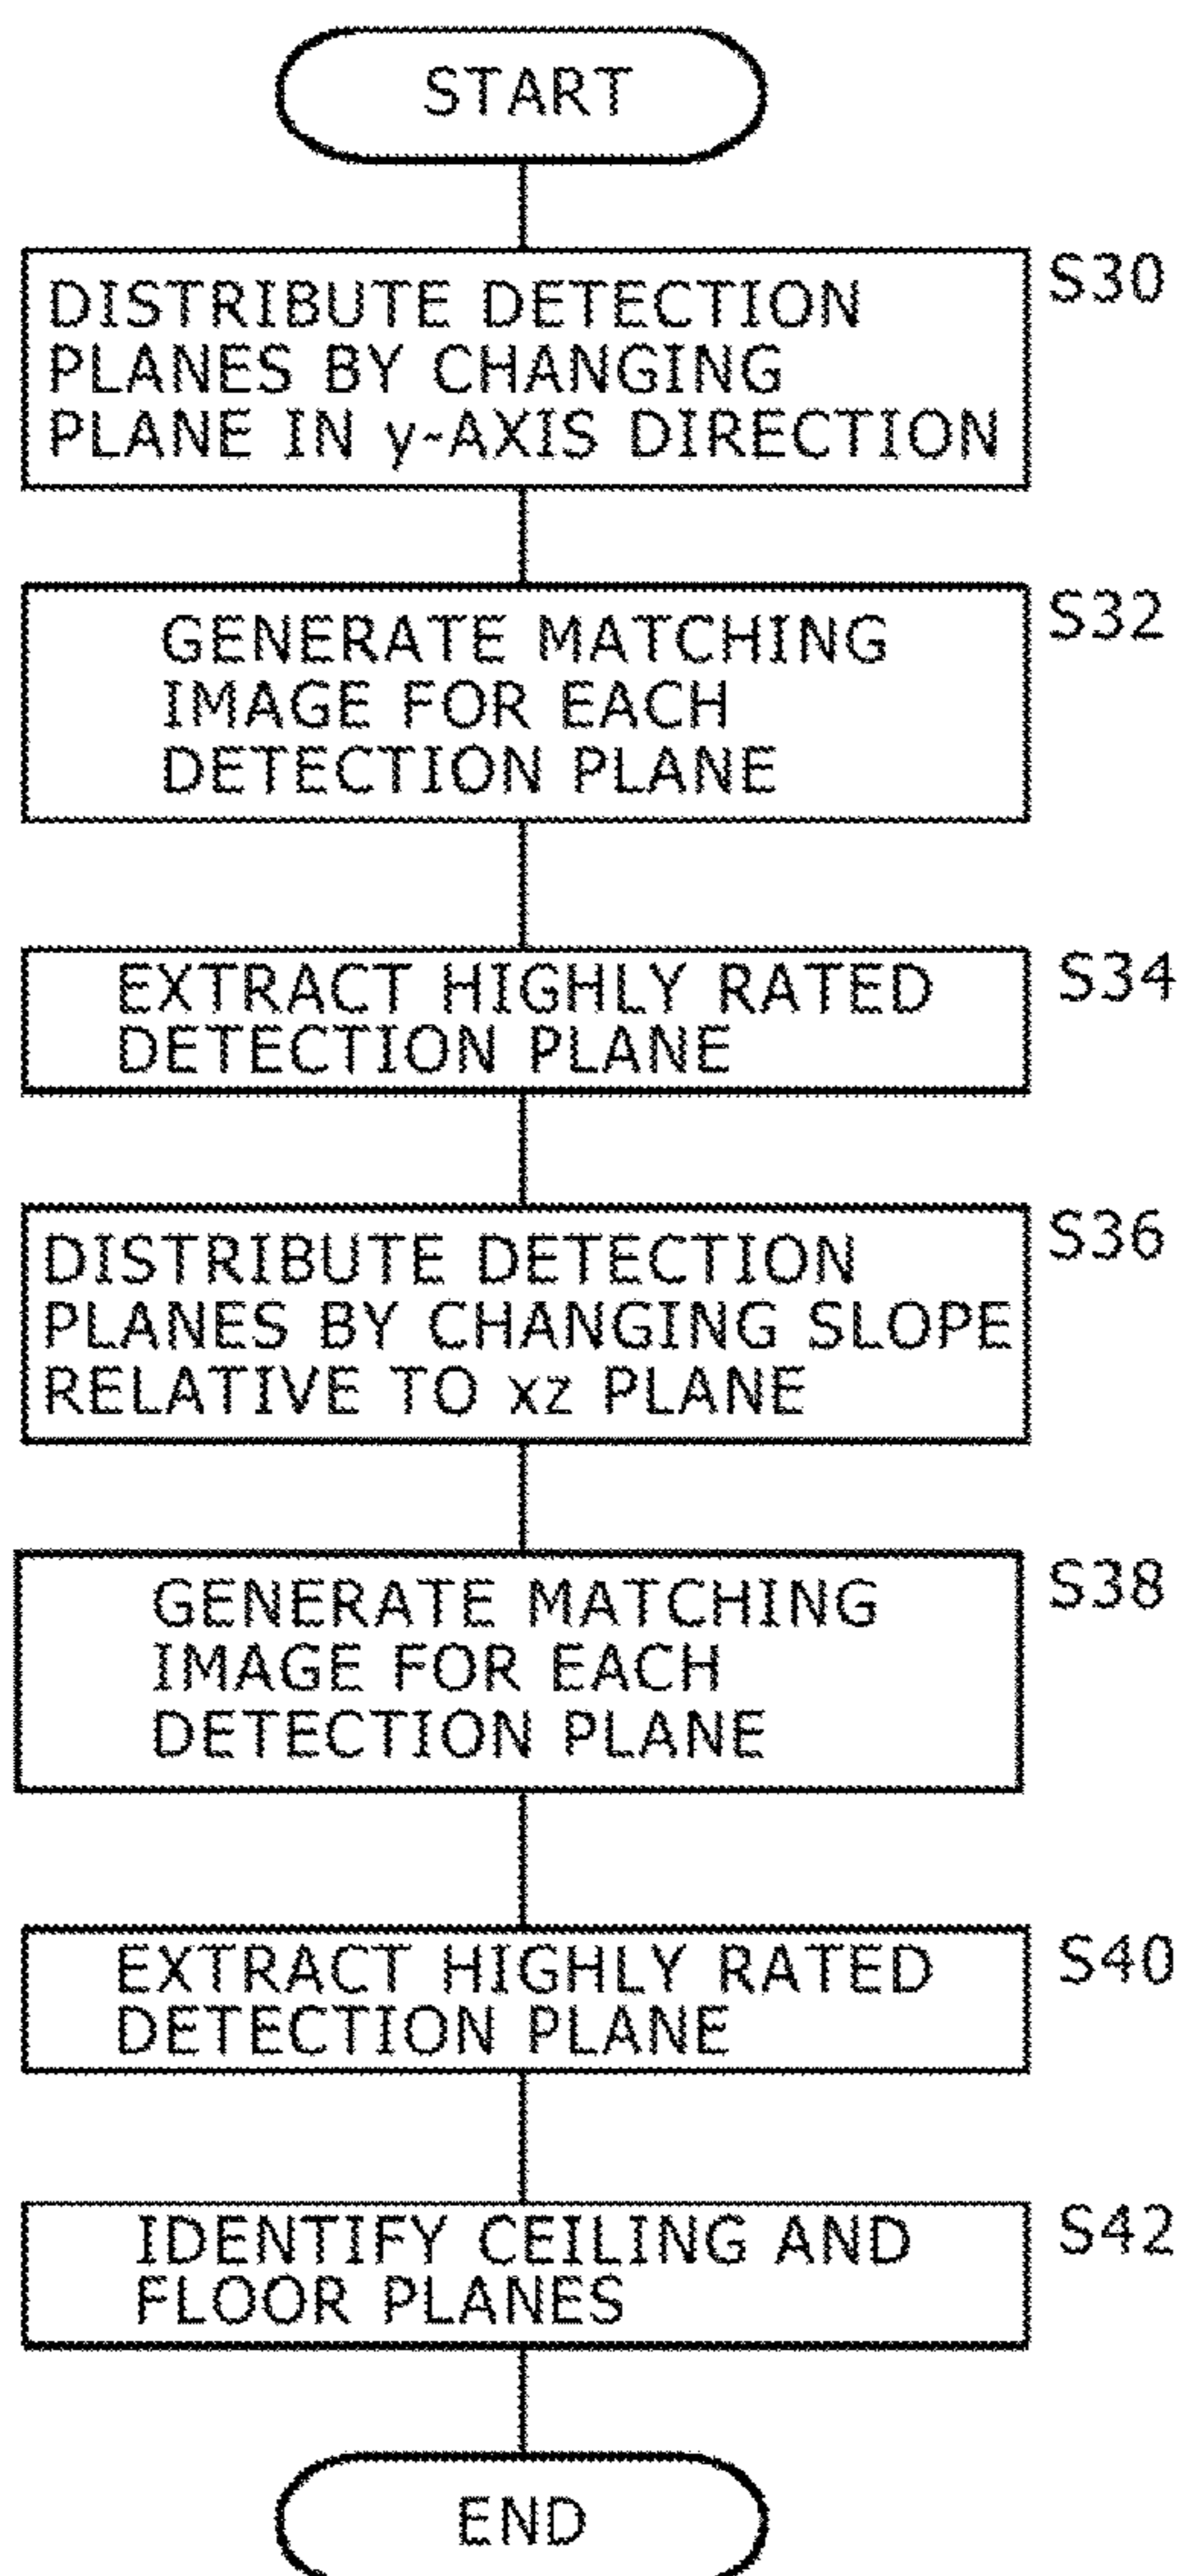 START
S30
DISTRIBUTE DETECTION
PLANES BY CHANGING
PLANE IN y-AXIS DIRECTION
S32
GENERATE MATCHING
IMAGE FOR EACH
DETECTION PLANE
S34
EXTRACT HIGHLY RATED
DETECTION PLANE
S36
DISTRIBUTE DETECTION
PLANES BY CHANGING SLOPE
RELATIVE TO xz PLANE
S38
GENERATE MATCHING
IMAGE FOR EACH
DETECTION PLANE
S40
EXTRACT HIGHLY RATED
DETECTION PLANE
S42
IDENTIFY CEILING AND
FLOOR PLANES
END